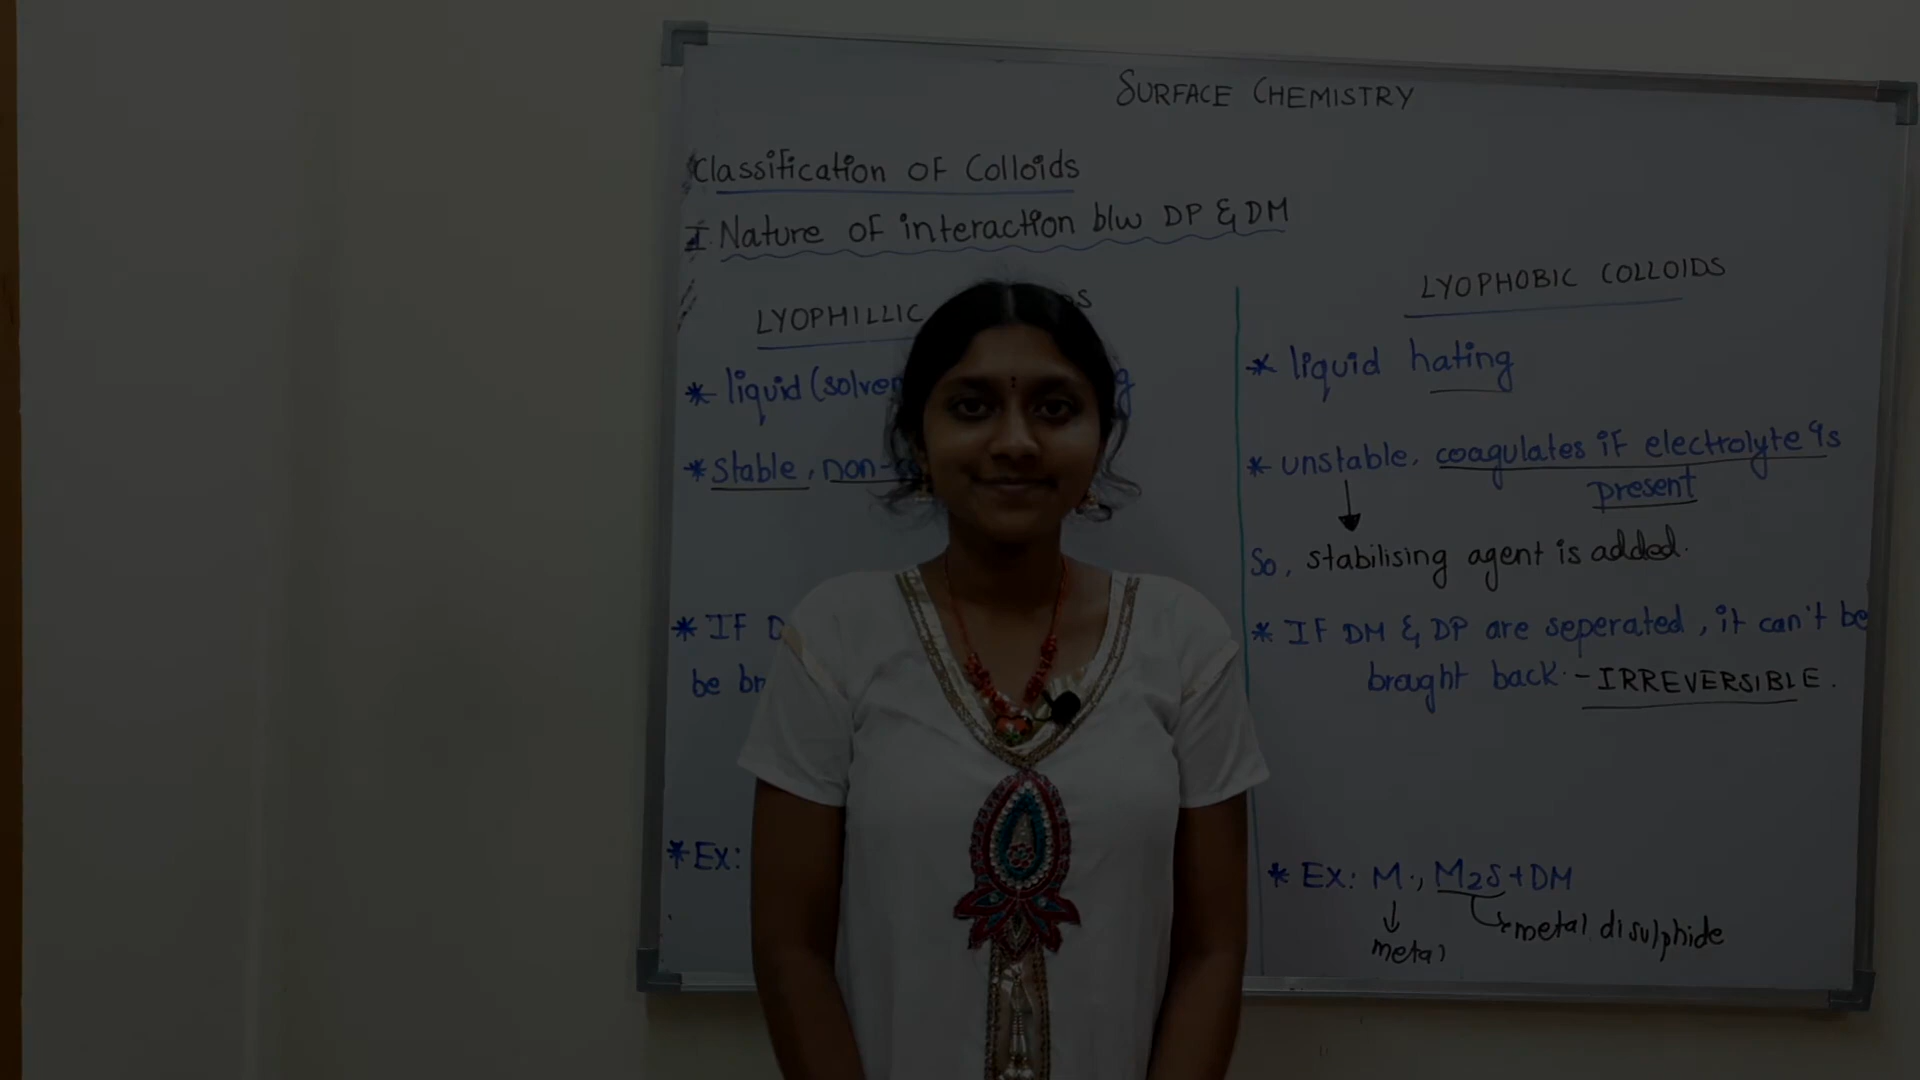 SURFACE CHEMISTRY
Classification OF Colloids
I. Nature OF interaction b/w DP & DM
LYOPHILLIC
* liquid (solven
* stable, non-
* IF D
be br
* Ex:
LYOPHOBIC COLLOIDS
* liquid hating
* unstable, coagulates if electrolyte is
present
So, stabilising agent is added.
* IF DM & DP are seperated, it can't be
brought back - IRREVERSIBLE.
* Ex: M, M2S + DM
metal disulphide
metal